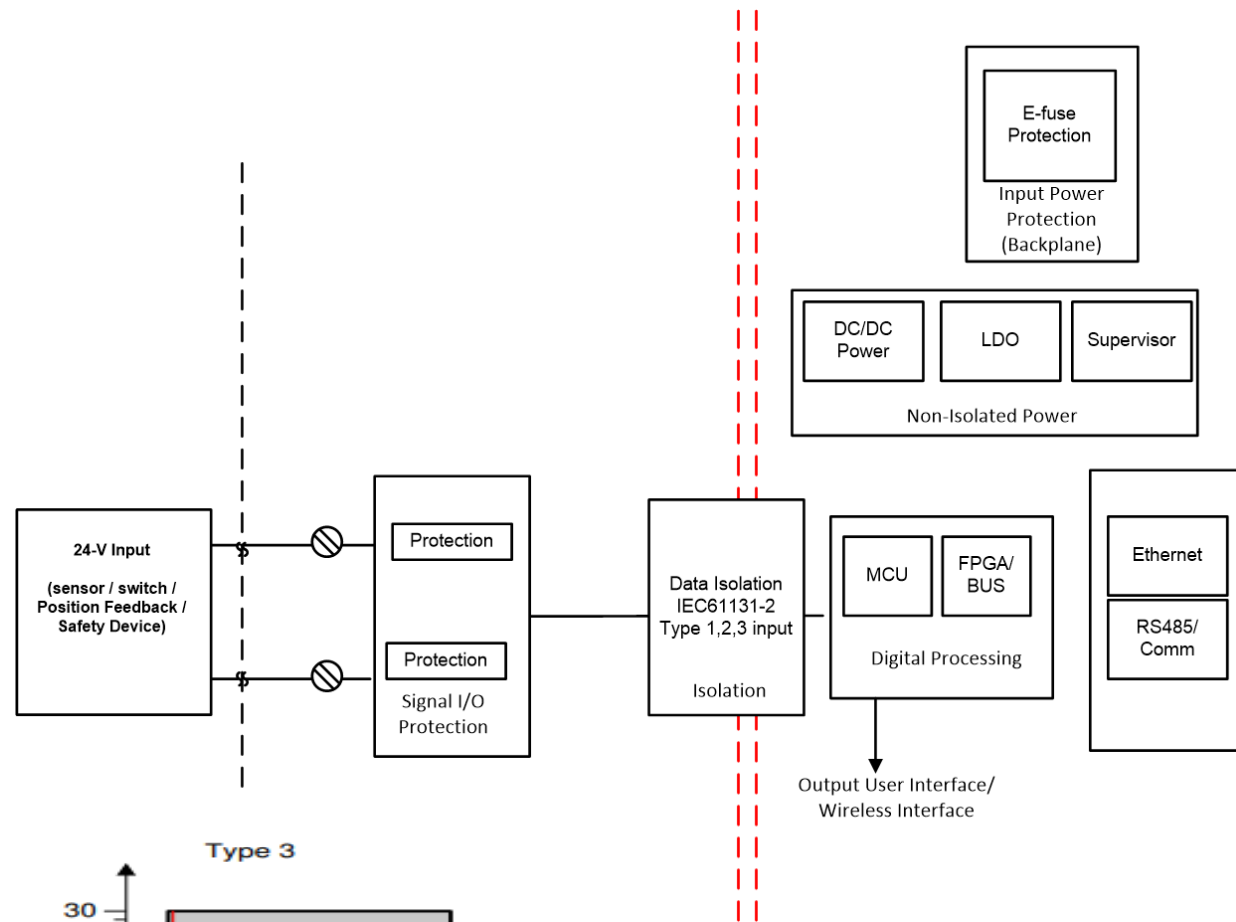 E-fuse
Protection
Input Power
Protection
(Backplane)
DC/DC
Power
LDO
Supervisor
Non-Isolated Power
24-V Input
(sensor / switch /
Position Feedback /
Safety Device)
Protection
Protection
Signal I/O
Protection
Data Isolation
IEC61131-2
Type 1,2,3 input
Isolation
MCU
FPGA/
BUS
Digital Processing
Ethernet
RS485/
Comm
Output User Interface/
Wireless Interface
Type 3
30